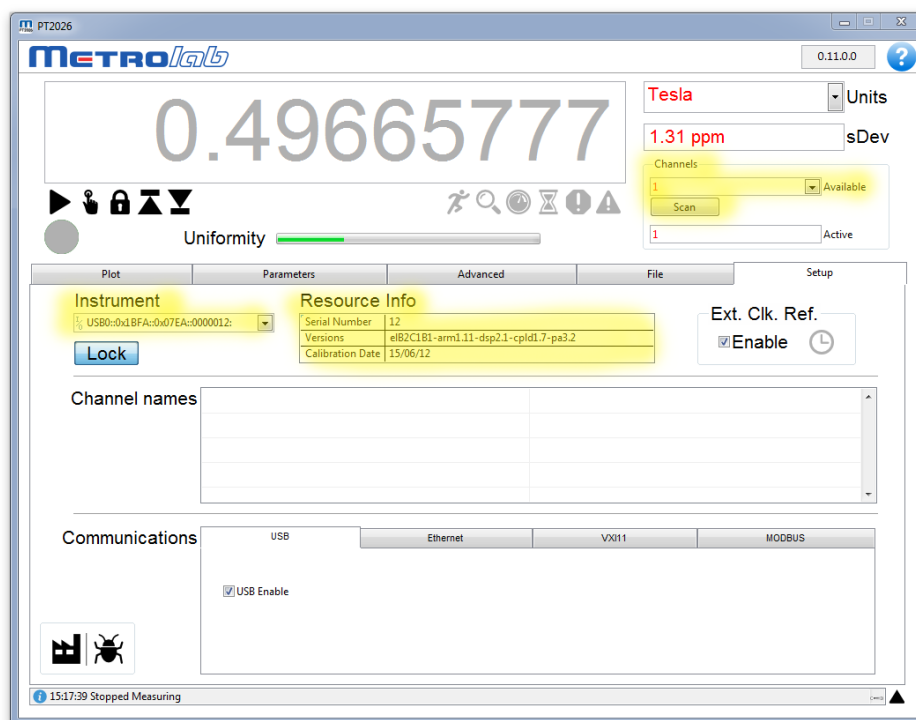 PT2026
METROlab
0.11.0.0
?
0.49665777
Tesla
Units
1.31 ppm
sDev
Channels
1
Available
Scan
1
Active
Uniformity
Plot
Parameters
Advanced
File
Setup
Instrument
USB0::0x1BFA::0x07EA::0000012:
Lock
Resource Info
Serial Number 12
Versions elB2C1B1-arm1.11-dsp2.1-cpld1.7-pa3.2
Calibration Date 15/06/12
Ext. Clk. Ref.
Enable
Channel names
Communications
USB
Ethernet
VXI11
MODBUS
USB Enable
15:17:39 Stopped Measuring